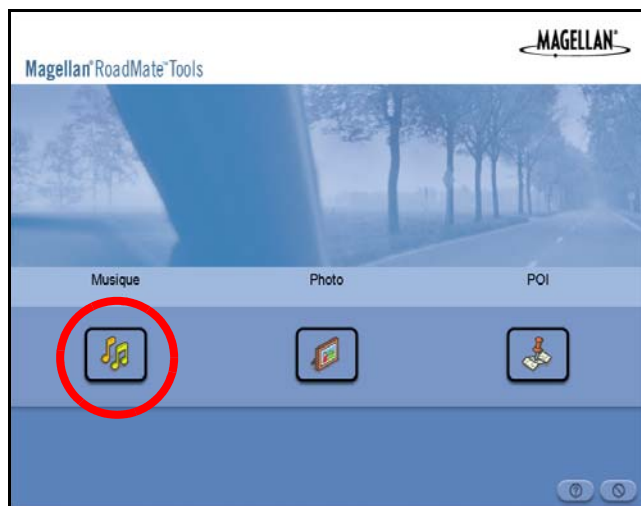 MAGELLAN®
Magellan® RoadMate™ Tools
Musique
Photo
POI
?